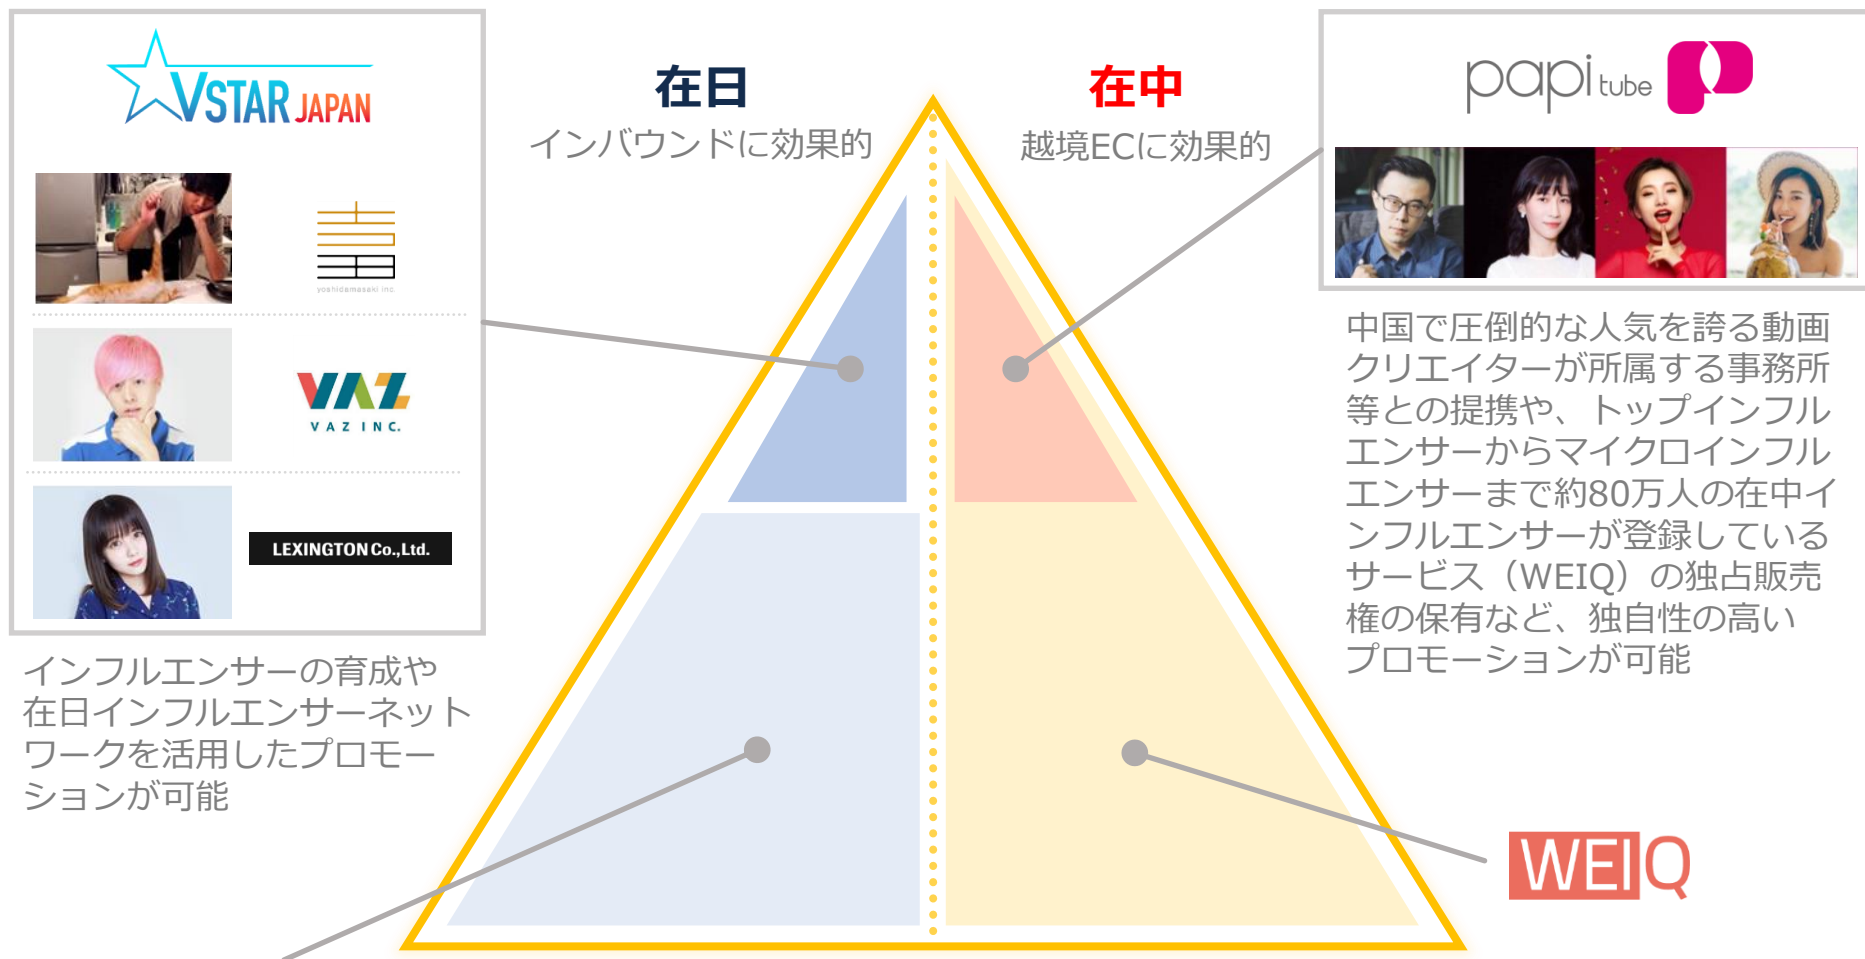 VSTAR JAPAN
yoshidamasaki inc.
VAZ
VAZ INC.
LEXINGTON Co.,Ltd.
インフルエンサーの育成や
在日インフルエンサーネット
ワークを活用したプロモー
ションが可能
在日
インバウンドに効果的
在中
越境ECに効果的
papi tube
中国で圧倒的な人気を誇る動画
クリエイターが所属する事務所
等との提携や、トップインフル
エンサーからマイクロインフル
エンサーまで約80万人の在中イ
ンフルエンサーが登録している
サービス（WEIQ）の独占販売
権の保有など、独自性の高い
プロモーションが可能
WEIQ